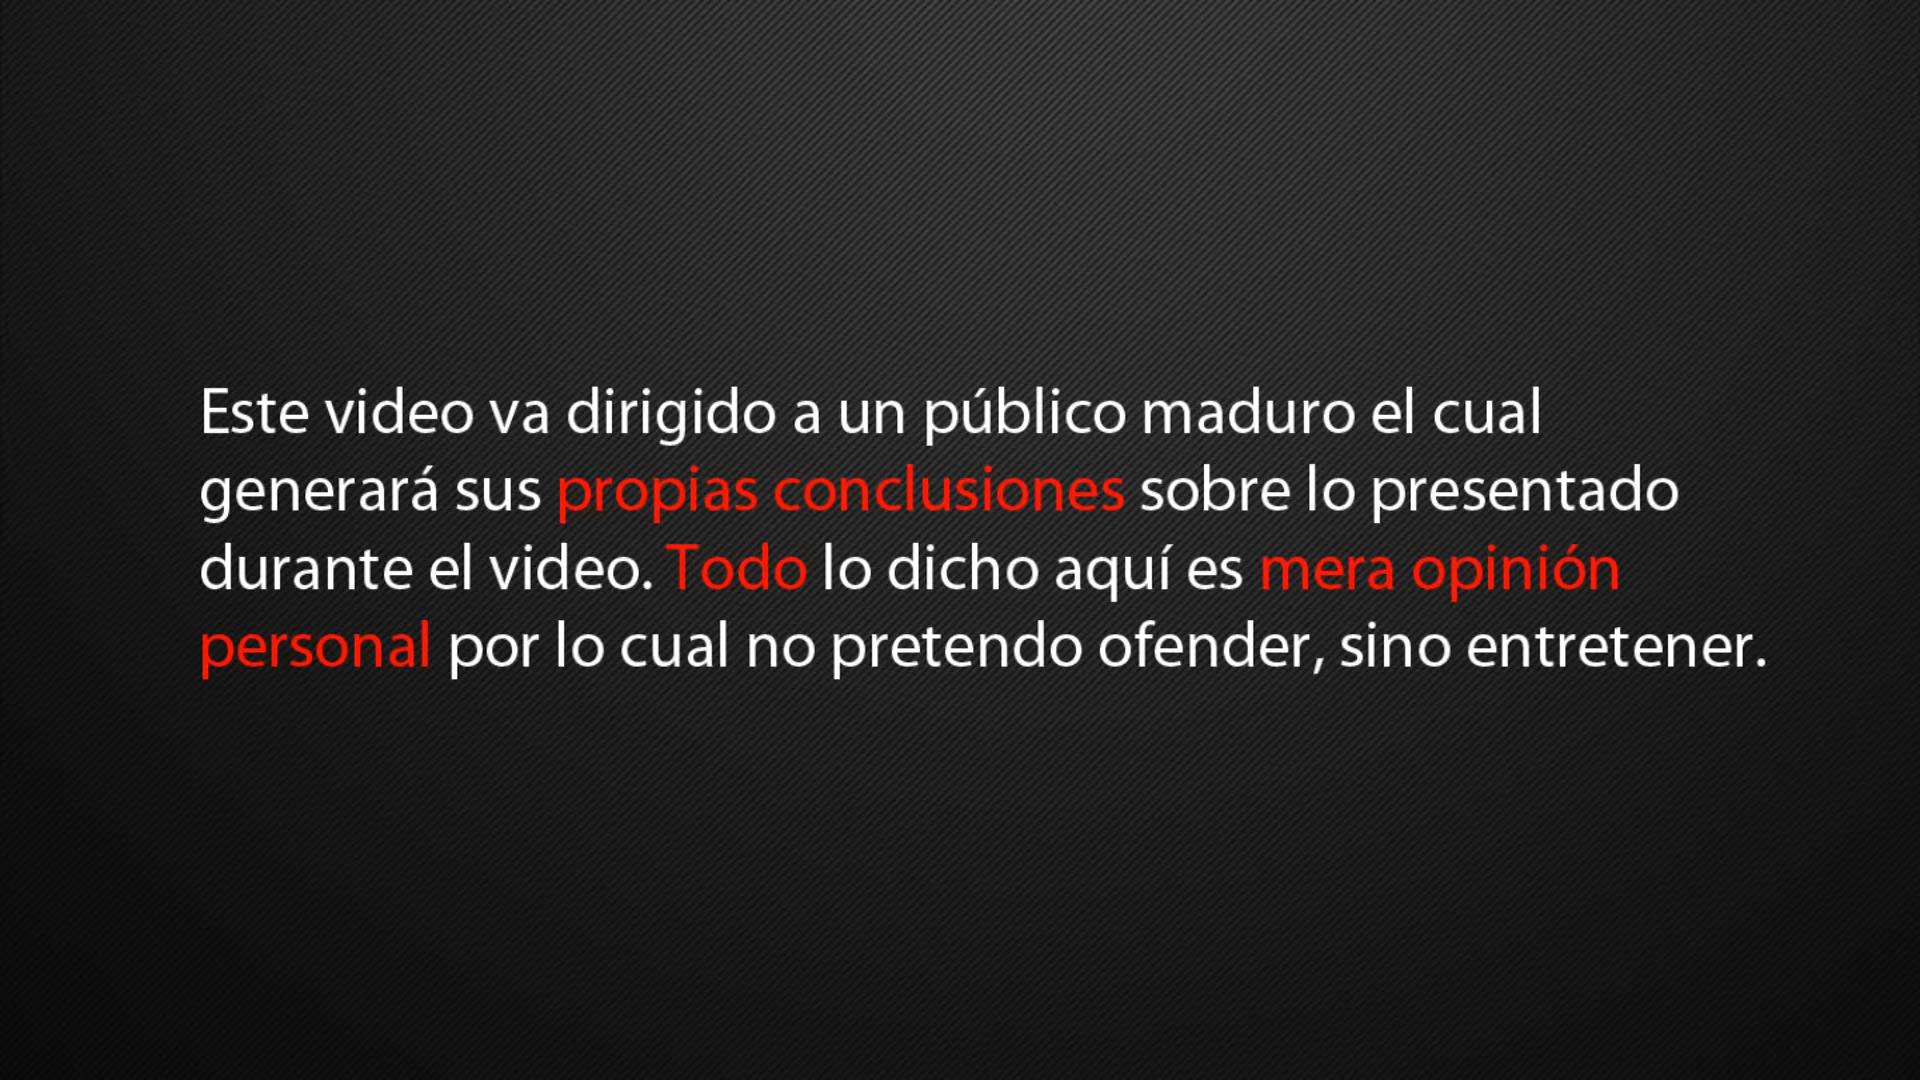 Este video va dirigido a un público maduro el cual
generará sus propias conclusiones sobre lo presentado
durante el video. Todo lo dicho aquí es mera opinión
personal por lo cual no pretendo ofender, sino entretener.